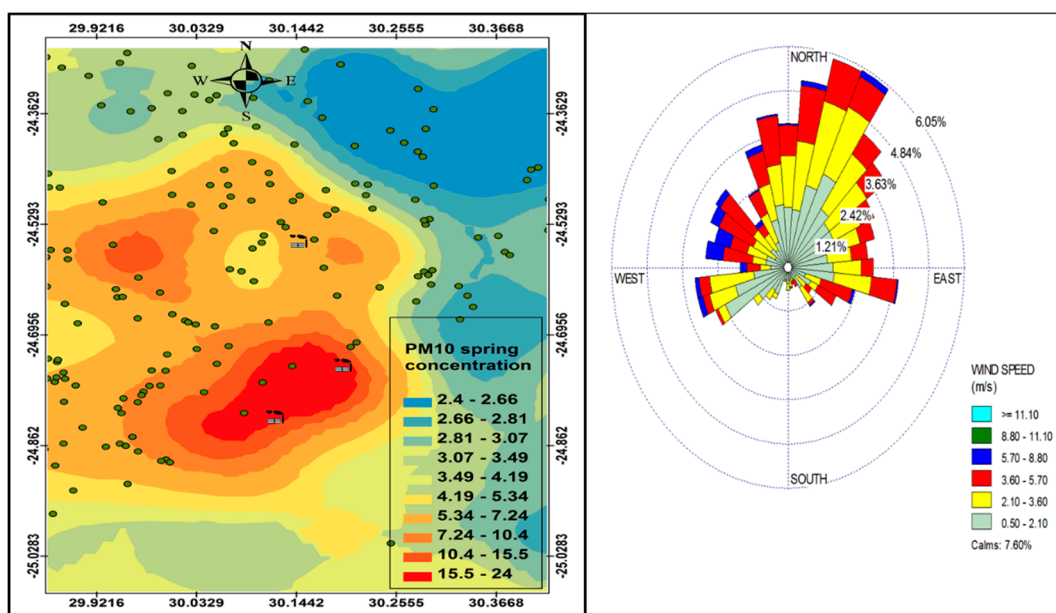 29.9216 30.0329 30.1442 30.2555 30.3668
N
W E
S
-24.3629 -24.3629
-24.5293 -24.5293
-24.6956 -24.6956
-24.862 -24.862
-25.0283 -25.0283
PM10 spring
concentration
2.4 - 2.66
2.66 - 2.81
2.81 - 3.07
3.07 - 3.49
3.49 - 4.19
4.19 - 5.34
5.34 - 7.24
7.24 - 10.4
10.4 - 15.5
15.5 - 24
29.9216 30.0329 30.1442 30.2555 30.3668
NORTH
6.05%
4.84%
3.63%
2.42%
1.21%
WEST EAST
SOUTH
WIND SPEED
(m/s)
>= 11.10
8.80 - 11.10
5.70 - 8.80
3.60 - 5.70
2.10 - 3.60
0.50 - 2.10
Calms: 7.60%